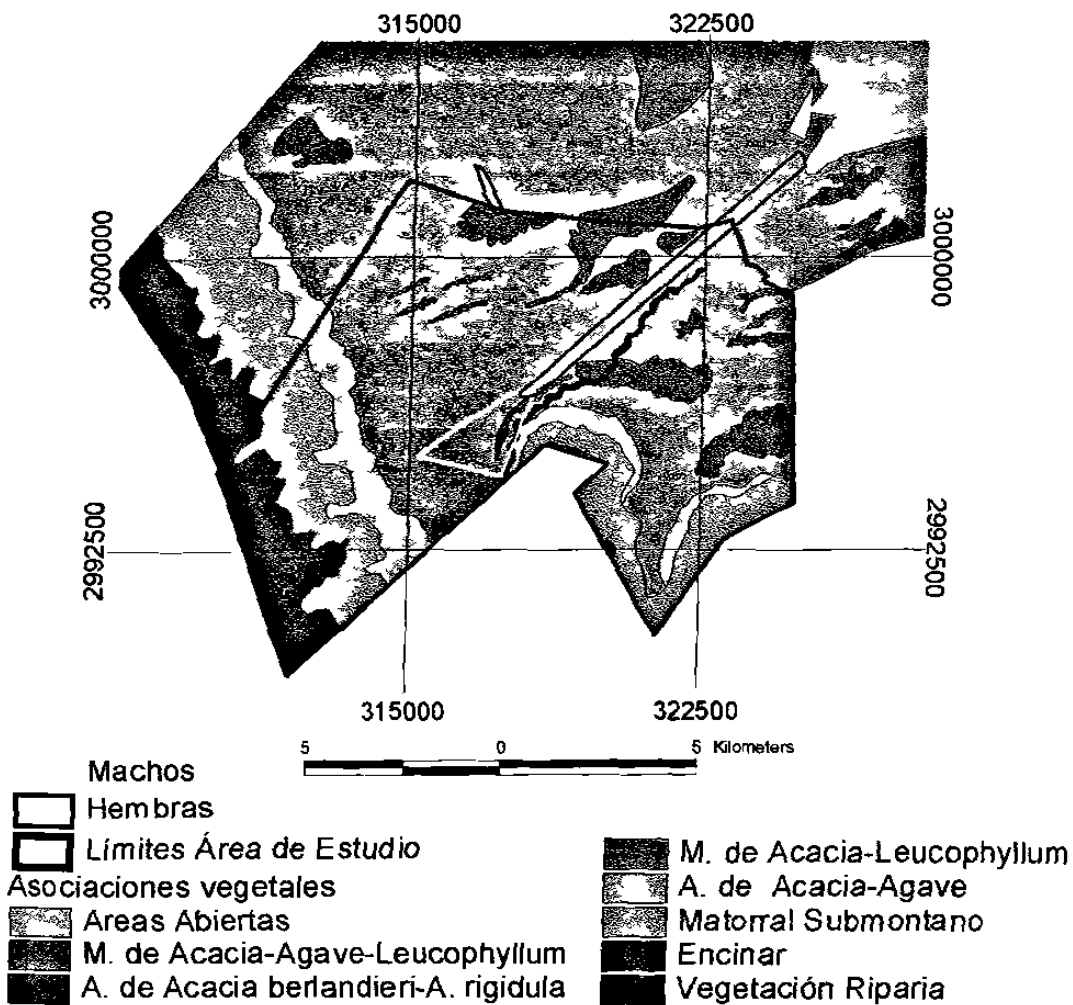 315000 322500
3000000 3000000
2992500 2992500
315000 322500
5 0 5 Kilometers
Machos
Hembras
Límites Área de Estudio
Asociaciones vegetales
Areas Abiertas
M. de Acacia-Agave-Leucophyllum
A. de Acacia berlandieri-A. rigidula
M. de Acacia-Leucophyllum
A. de Acacia-Agave
Matorral Submontano
Encinar
Vegetación Riparia